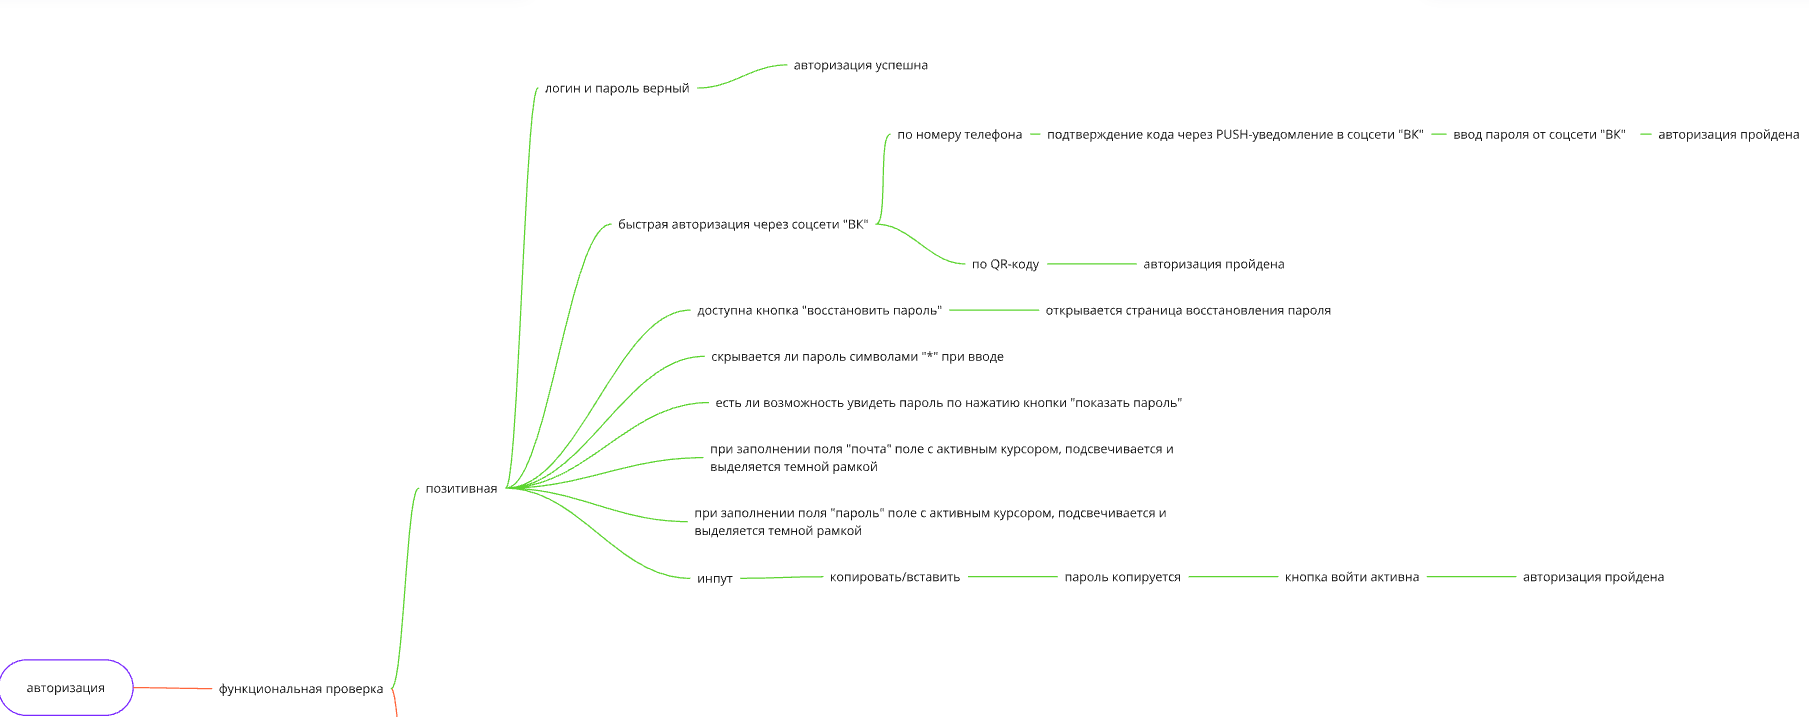 авторизация успешна
логин и пароль верный
по номеру телефона
подтверждение кода через PUSH-уведомление в соцсети "ВК"
ввод пароля от соцсети "ВК"
авторизация пройдена
быстрая авторизация через соцсети "ВК"
по QR-коду
авторизация пройдена
доступна кнопка "восстановить пароль"
открывается страница восстановления пароля
скрывается ли пароль символами "*" при вводе
есть ли возможность увидеть пароль по нажатию кнопки "показать пароль"
при заполнении поля "почта" поле с активным курсором, подсвечивается и
выделяется темной рамкой
позитивная
при заполнении поля "пароль" поле с активным курсором, подсвечивается и
выделяется темной рамкой
инпут
копировать/вставить
пароль копируется
кнопка войти активна
авторизация пройдена
авторизация
функциональная проверка